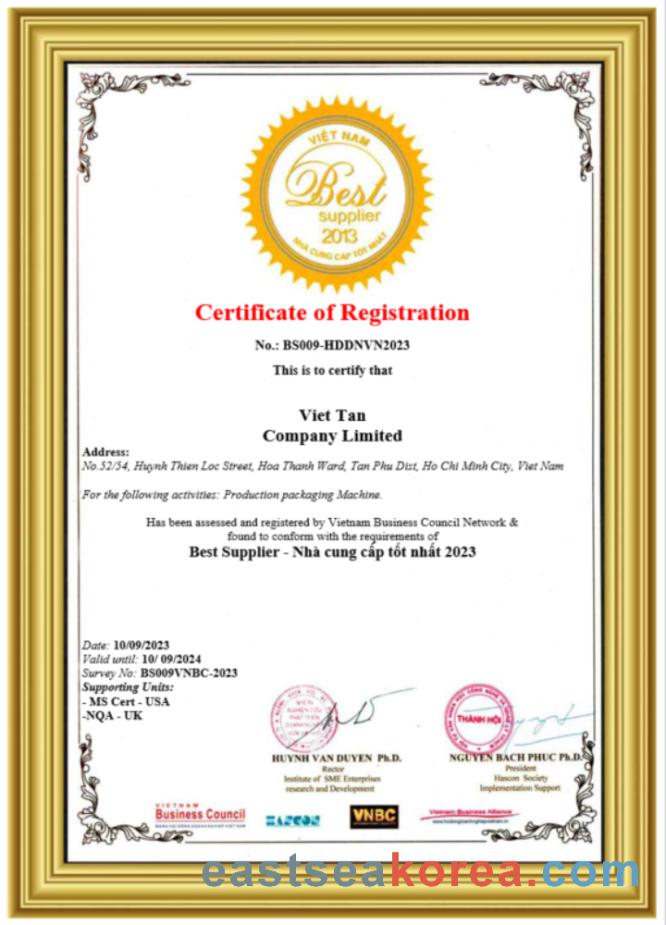 VIỆT NAM
Best
supplier
2013
NHÀ CUNG CẤP TỐT NHẤT
Certificate of Registration
No.: BS009-HDDNVN2023
This is to certify that
Viet Tan
Company Limited
Address:
No.52/54, Huynh Thien Loc Street, Hoa Thanh Ward, Tan Phu Dist, Ho Chi Minh City, Viet Nam
For the following activities: Production packaging Machine.
Has been assessed and registered by Vietnam Business Council Network &
found to conform with the requirements of
Best Supplier - Nhà cung cấp tốt nhất 2023
Date: 10/09/2023
Valid until: 10/ 09/2024
Survey No: BS009VNBC-2023
Supporting Units:
- MS Cert - USA
-NQA - UK
THÀNH HỘI
HUYNH VAN DUYEN Ph.D.
Rector
Institute of SME Enterprises
research and Development
NGUYEN BACH PHUC Ph.D.
President
Hascon Society
Implementation Support
VIETNAM
Business Council
HASCON
VNBC
Vietnam Business Alliance
eastseakorea.com